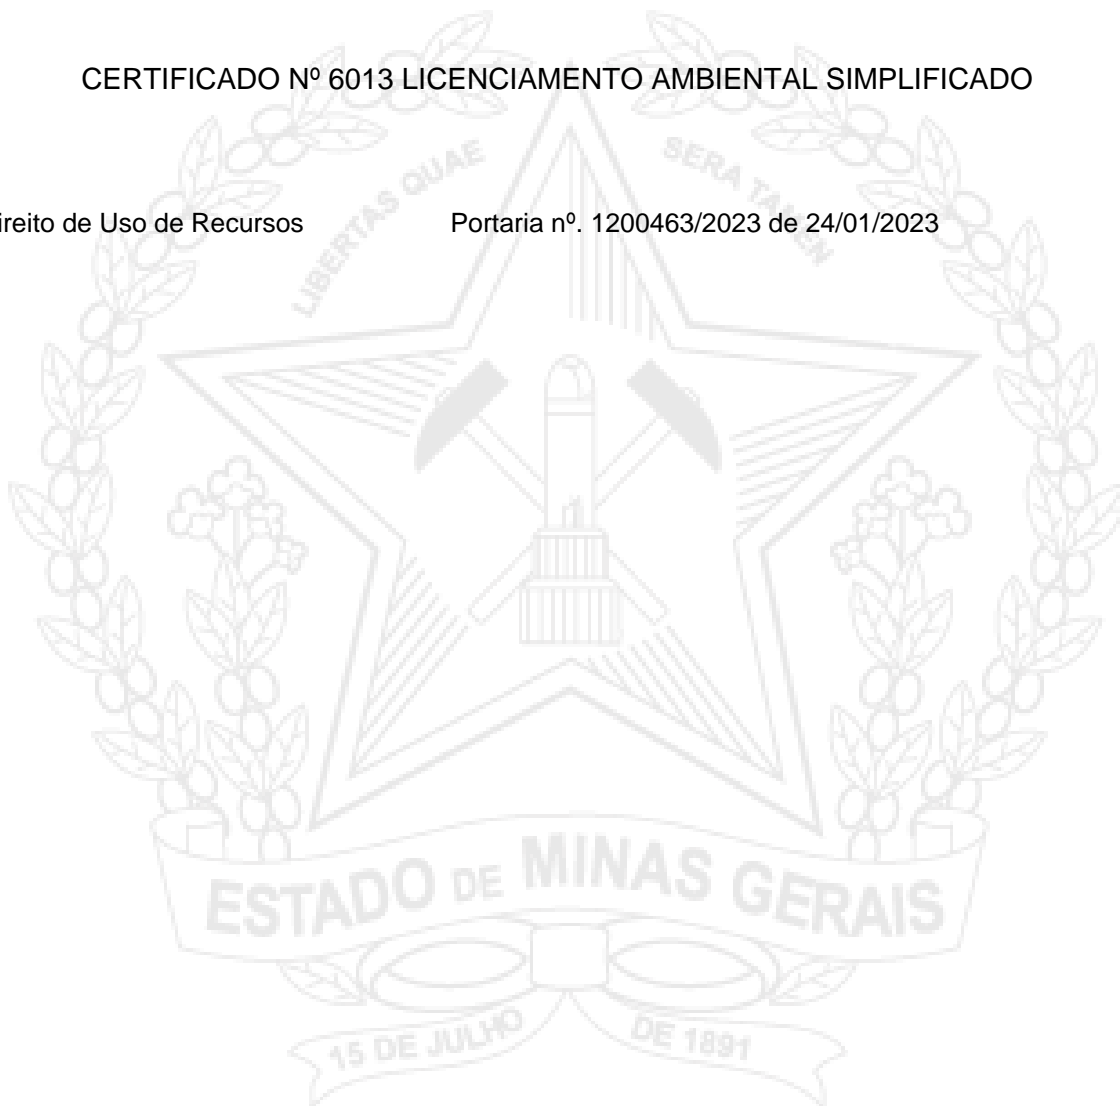 CERTIFICADO Nº 6013 LICENCIAMENTO AMBIENTAL SIMPLIFICADO
LIBERTAS QUAE SERA TAMEN
ireito de Uso de Recursos Portaria nº. 1200463/2023 de 24/01/2023
ESTADO DE MINAS GERAIS
15 DE JULHO DE 1891